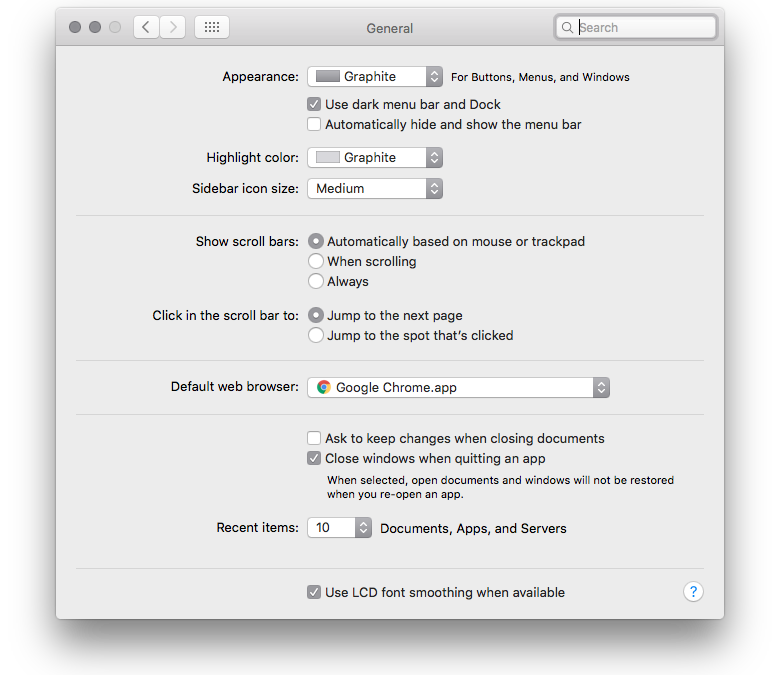 General
Search
Appearance: Graphite For Buttons, Menus, and Windows
Use dark menu bar and Dock
Automatically hide and show the menu bar
Highlight color: Graphite
Sidebar icon size: Medium
Show scroll bars: Automatically based on mouse or trackpad
When scrolling
Always
Click in the scroll bar to: Jump to the next page
Jump to the spot that’s clicked
Default web browser: Google Chrome.app
Ask to keep changes when closing documents
Close windows when quitting an app
When selected, open documents and windows will not be restored
when you re-open an app.
Recent items: 10 Documents, Apps, and Servers
Use LCD font smoothing when available
?